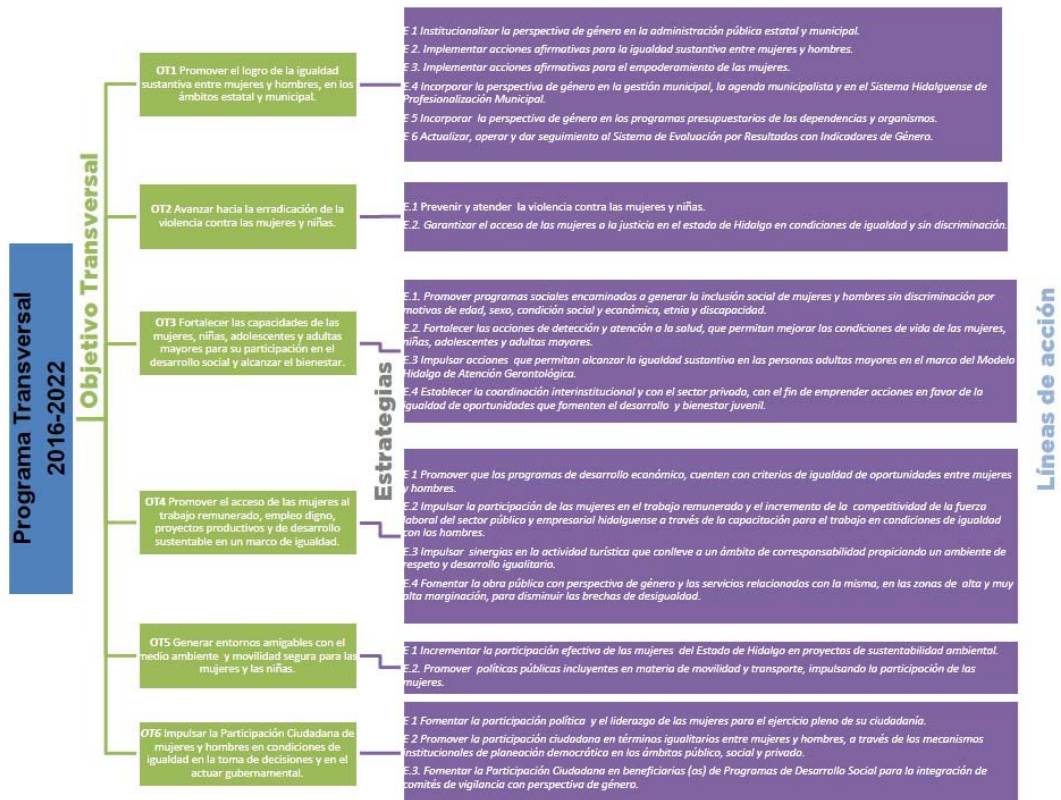 Programa Transversal
2016-2022
Objetivo Transversal
OT1 Promover el logro de la igualdad
sustantiva entre mujeres y hombres, en los
ámbitos estatal y municipal.
E 1 Institucionalizar la perspectiva de género en la administración pública estatal y municipal.
E 2. Implementar acciones afirmativas para la igualdad sustantiva entre mujeres y hombres.
E 3. Implementar acciones afirmativas para el empoderamiento de las mujeres.
E.4 Incorporar la perspectiva de género en la gestión municipal, la agenda municipalista y en el Sistema Hidalguense de
Profesionalización Municipal.
E 5 Incorporar la perspectiva de género en los programas presupuestarios de las dependencias y organismos.
E 6 Actualizar, operar y dar seguimiento al Sistema de Evaluación por Resultados con Indicadores de Género.
OT2 Avanzar hacia la erradicación de la
violencia contra las mujeres y niñas.
E.1 Prevenir y atender la violencia contra las mujeres y niñas.
E.2. Garantizar el acceso de las mujeres a la justicia en el estado de Hidalgo en condiciones de igualdad y sin discriminación.
OT3 Fortalecer las capacidades de las
mujeres, niñas, adolescentes y adultas
mayores para su participación en el
desarrollo social y alcanzar el bienestar.
Estrategias
E.1. Promover programas sociales encaminados a generar la inclusión social de mujeres y hombres sin discriminación por
motivos de edad, sexo, condición social y económica, etnia y discapacidad.
E.2. Fortalecer las acciones de detección y atención a la salud, que permitan mejorar las condiciones de vida de las mujeres,
niñas, adolescentes y adultas mayores.
E.3 Impulsar acciones que permitan alcanzar la igualdad sustantiva en las personas adultas mayores en el marco del Modelo
Hidalgo de Atención Gerontológica.
E.4 Establecer la coordinación interinstitucional y con el sector privado, con el fin de emprender acciones en favor de la
igualdad de oportunidades que fomenten el desarrollo y bienestar juvenil.
OT4 Promover el acceso de las mujeres al
trabajo remunerado, empleo digno,
proyectos productivos y de desarrollo
sustentable en un marco de igualdad.
E 1 Promover que los programas de desarrollo económico, cuenten con criterios de igualdad de oportunidades entre mujeres
y hombres.
E.2 Impulsar la participación de las mujeres en el trabajo remunerado y el incremento de la competitividad de la fuerza
laboral del sector público y empresarial hidalguense a través de la capacitación para el trabajo en condiciones de igualdad
con los hombres.
E.3 Impulsar sinergias en la actividad turística que conlleve a un ámbito de corresponsabilidad propiciando un ambiente de
respeto y desarrollo igualitario.
E.4 Fomentar la obra pública con perspectiva de género y los servicios relacionados con la misma, en las zonas de alta y muy
alta marginación, para disminuir las brechas de desigualdad.
OT5 Generar entornos amigables con el
medio ambiente y movilidad segura para las
mujeres y las niñas.
E 1 Incrementar la participación efectiva de las mujeres del Estado de Hidalgo en proyectos de sustentabilidad ambiental.
E.2. Promover políticas públicas incluyentes en materia de movilidad y transporte, impulsando la participación de las
mujeres.
OT6 Impulsar la Participación Ciudadana de
mujeres y hombres en condiciones de
igualdad en la toma de decisiones y en el
actuar gubernamental.
E 1 Fomentar la participación política y el liderazgo de las mujeres para el ejercicio pleno de su ciudadanía.
E 2 Promover la participación ciudadana en términos igualitarios entre mujeres y hombres, a través de los mecanismos
institucionales de planeación democrática en los ámbitos público, social y privado.
E.3. Fomentar la Participación Ciudadana en beneficiarias (os) de Programas de Desarrollo Social para la integración de
comités de vigilancia con perspectiva de género.
Líneas de acción